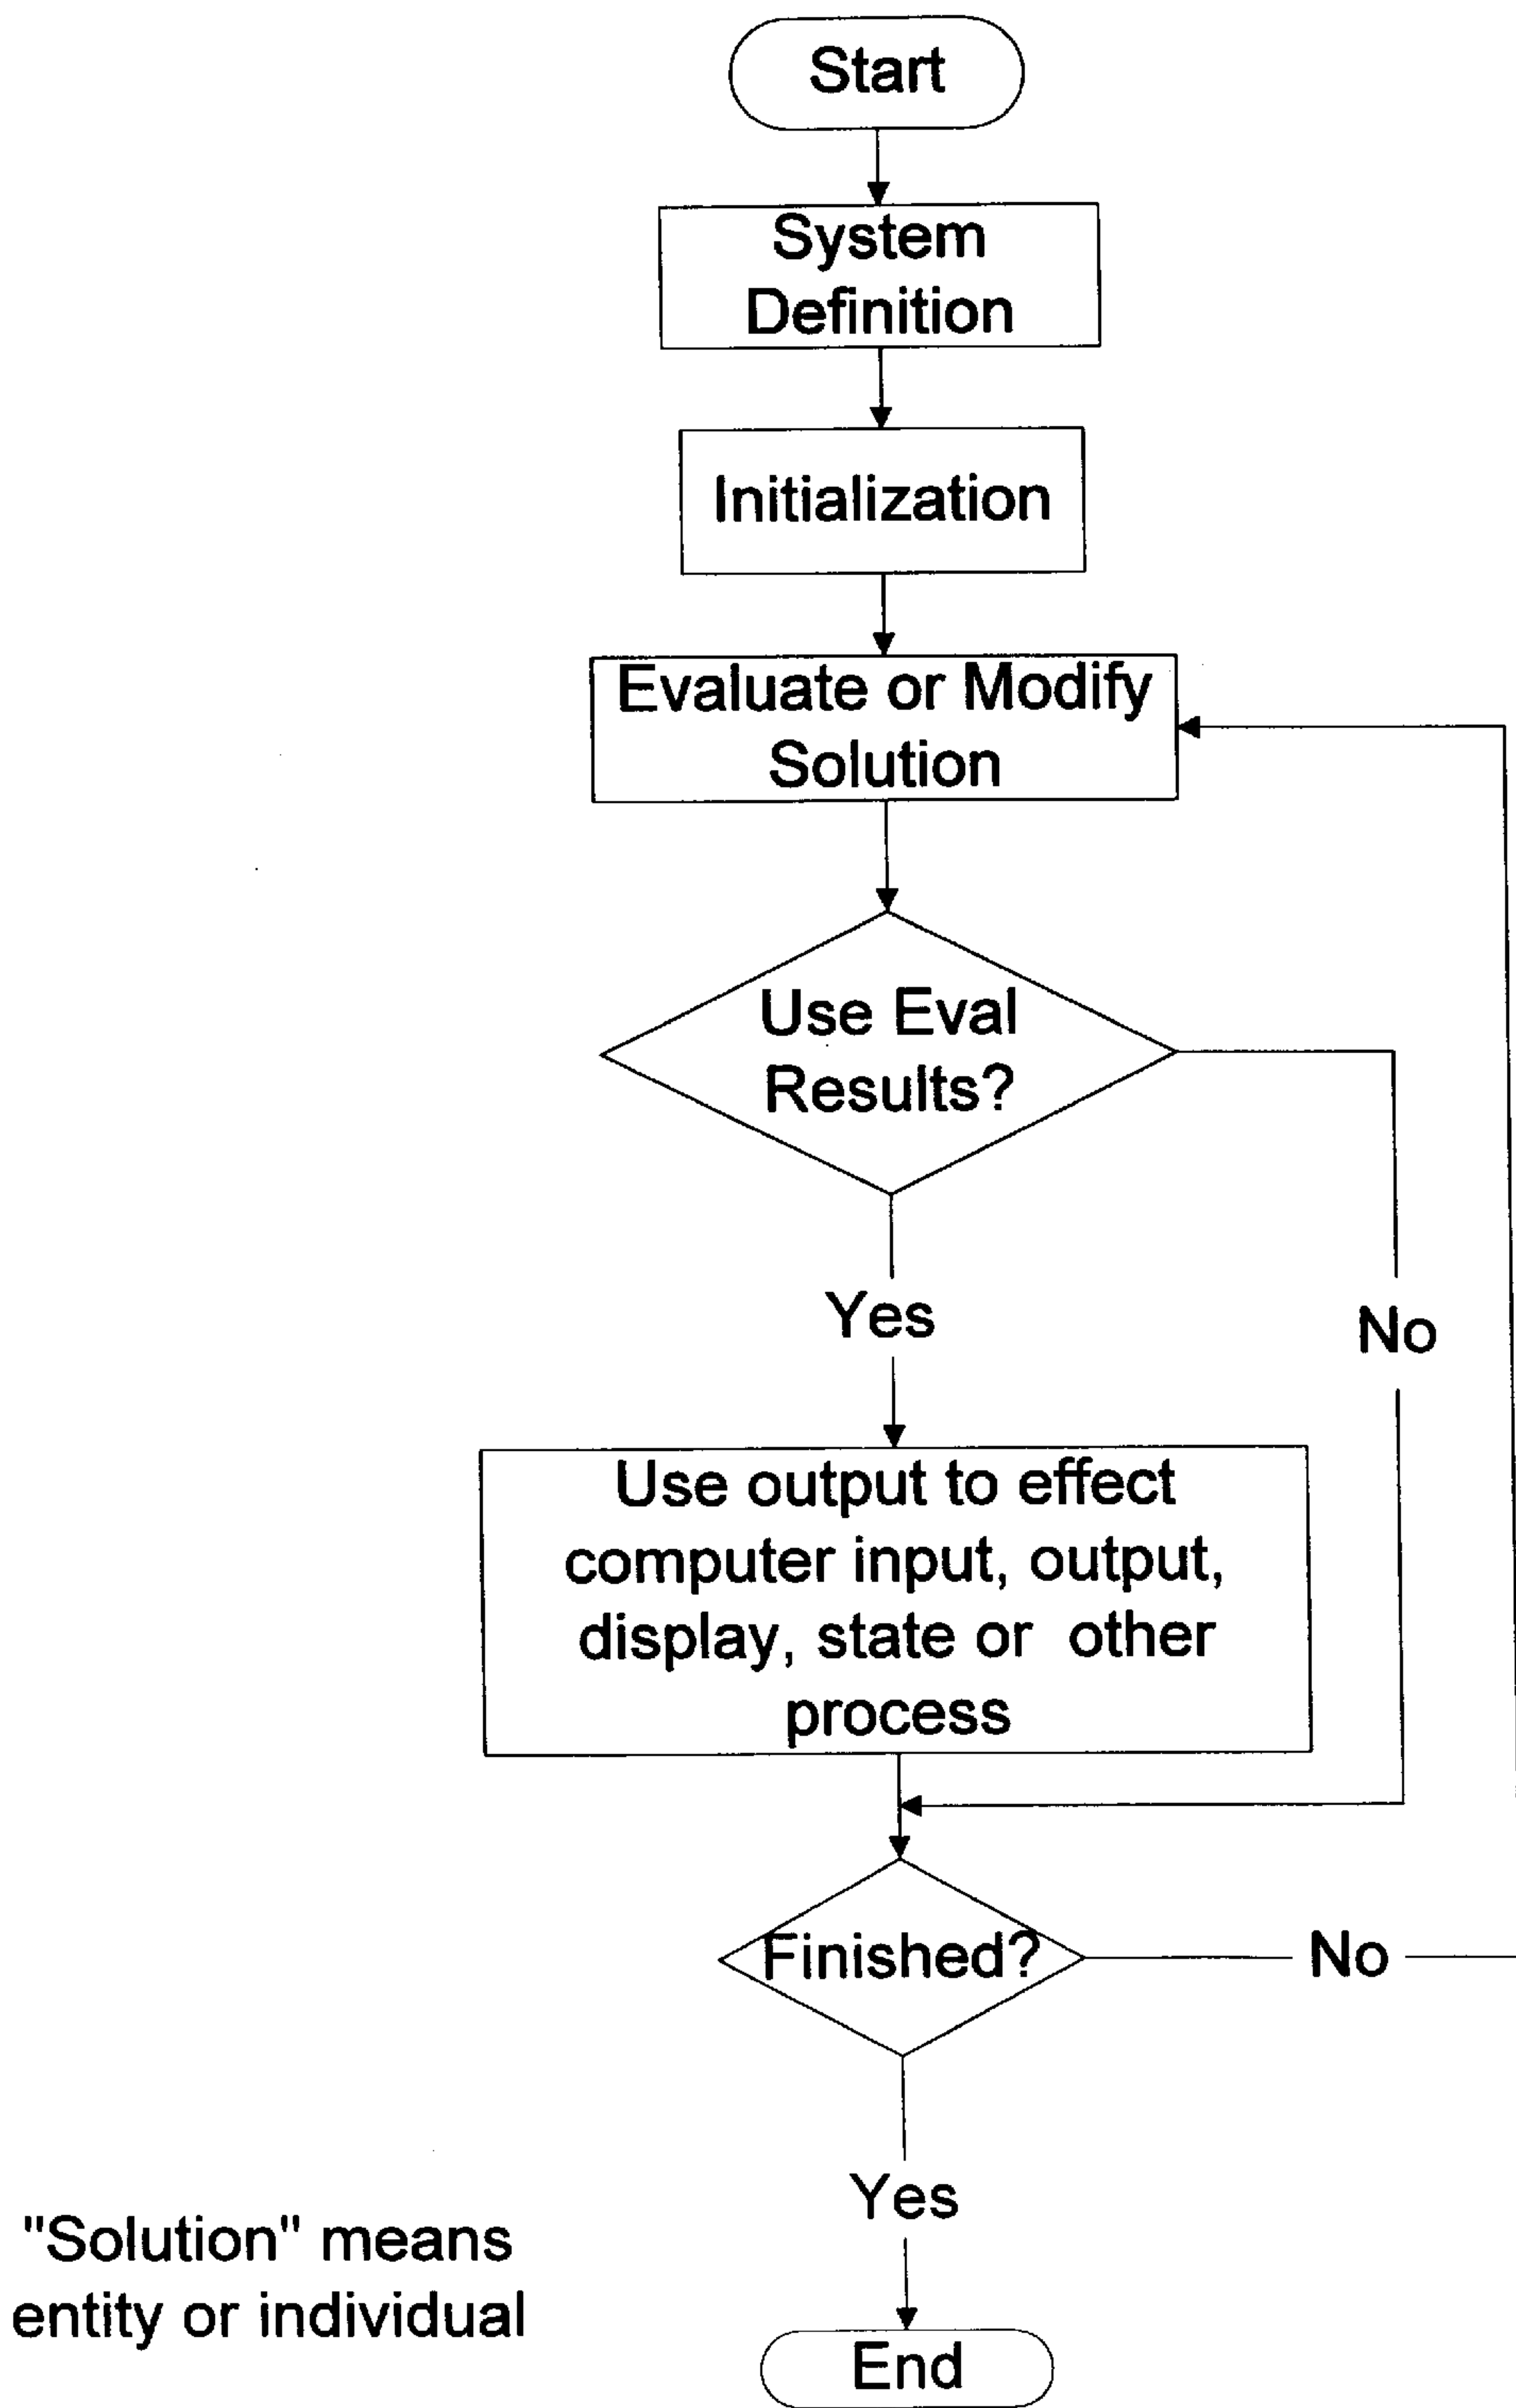 Start
System
Definition
Initialization
Evaluate or Modify
Solution
Use Eval
Results?
Yes
No
Use output to effect
computer input, output,
display, state or other
process
Finished?
No
Yes
"Solution" means
entity or individual
End